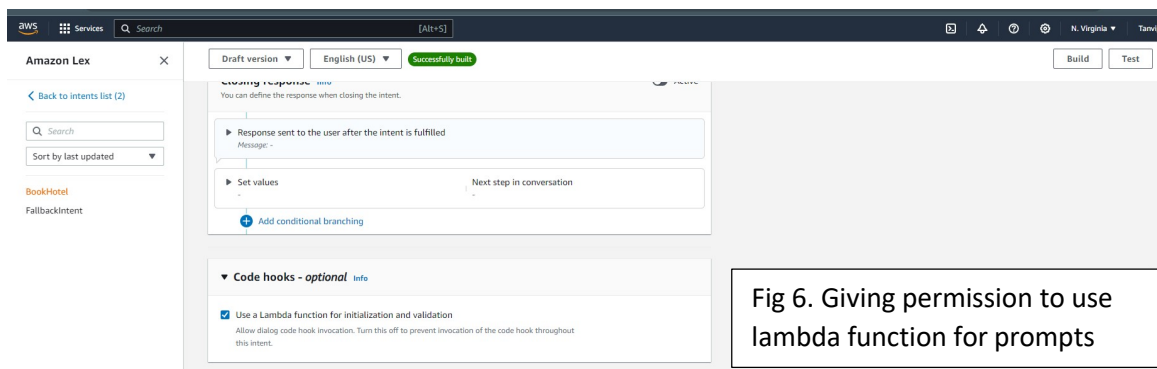 aws Services Search [Alt+S] N. Virginia ▼ Tanvi
Amazon Lex × Draft version ▼ English (US) ▼ Successfully built Build Test
Closing response Info Active
You can define the response when closing the intent.
Back to intents list (2)
Search
Sort by last updated ▼
BookHotel
FallbackIntent
▶ Response sent to the user after the intent is fulfilled
Message: -
▶ Set values Next step in conversation
- -
Add conditional branching
▼ Code hooks - optional Info
Use a Lambda function for initialization and validation
Allow dialog code hook invocation. Turn this off to prevent invocation of the code hook throughout
this intent.
Fig 6. Giving permission to use
lambda function for prompts